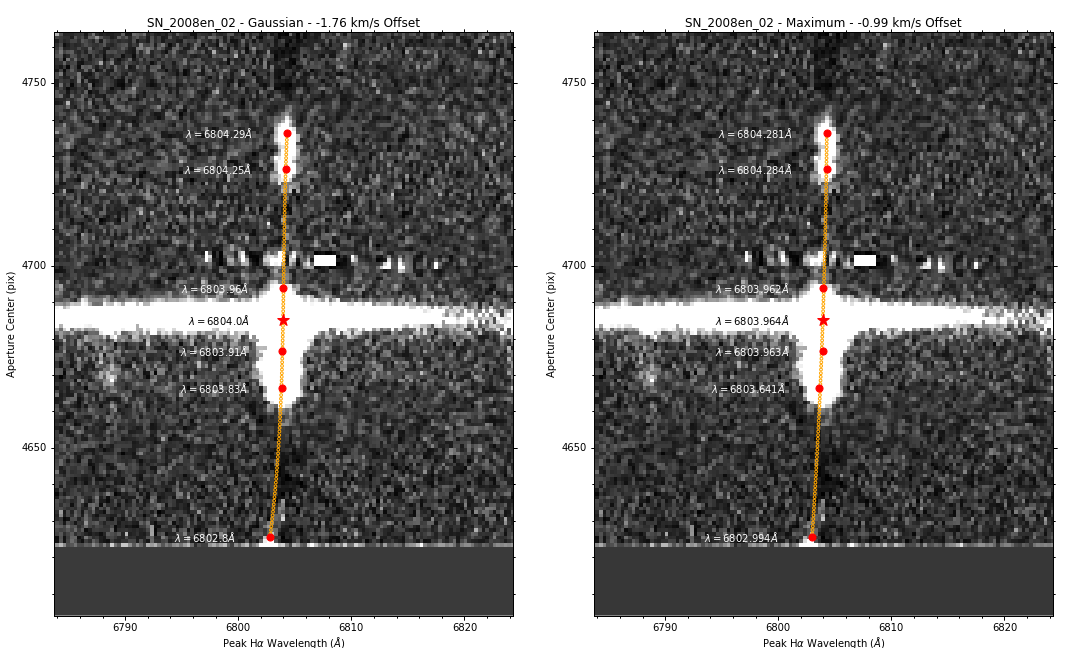 SN_2008en_02 - Gaussian - -1.76 km/s Offset
4750
4700
4650
λ = 6804.29Å
λ = 6804.25Å
λ = 6803.96Å
λ = 6804.0Å
λ = 6803.91Å
λ = 6803.83Å
λ = 6802.8Å
Aperture Center (pix)
6790 6800 6810 6820
Peak Hα Wavelength (Å)
SN_2008en_02 - Maximum - -0.99 km/s Offset
4750
4700
4650
λ = 6804.281Å
λ = 6804.284Å
λ = 6803.962Å
λ = 6803.964Å
λ = 6803.963Å
λ = 6803.641Å
λ = 6802.994Å
Aperture Center (pix)
6790 6800 6810 6820
Peak Hα Wavelength (Å)